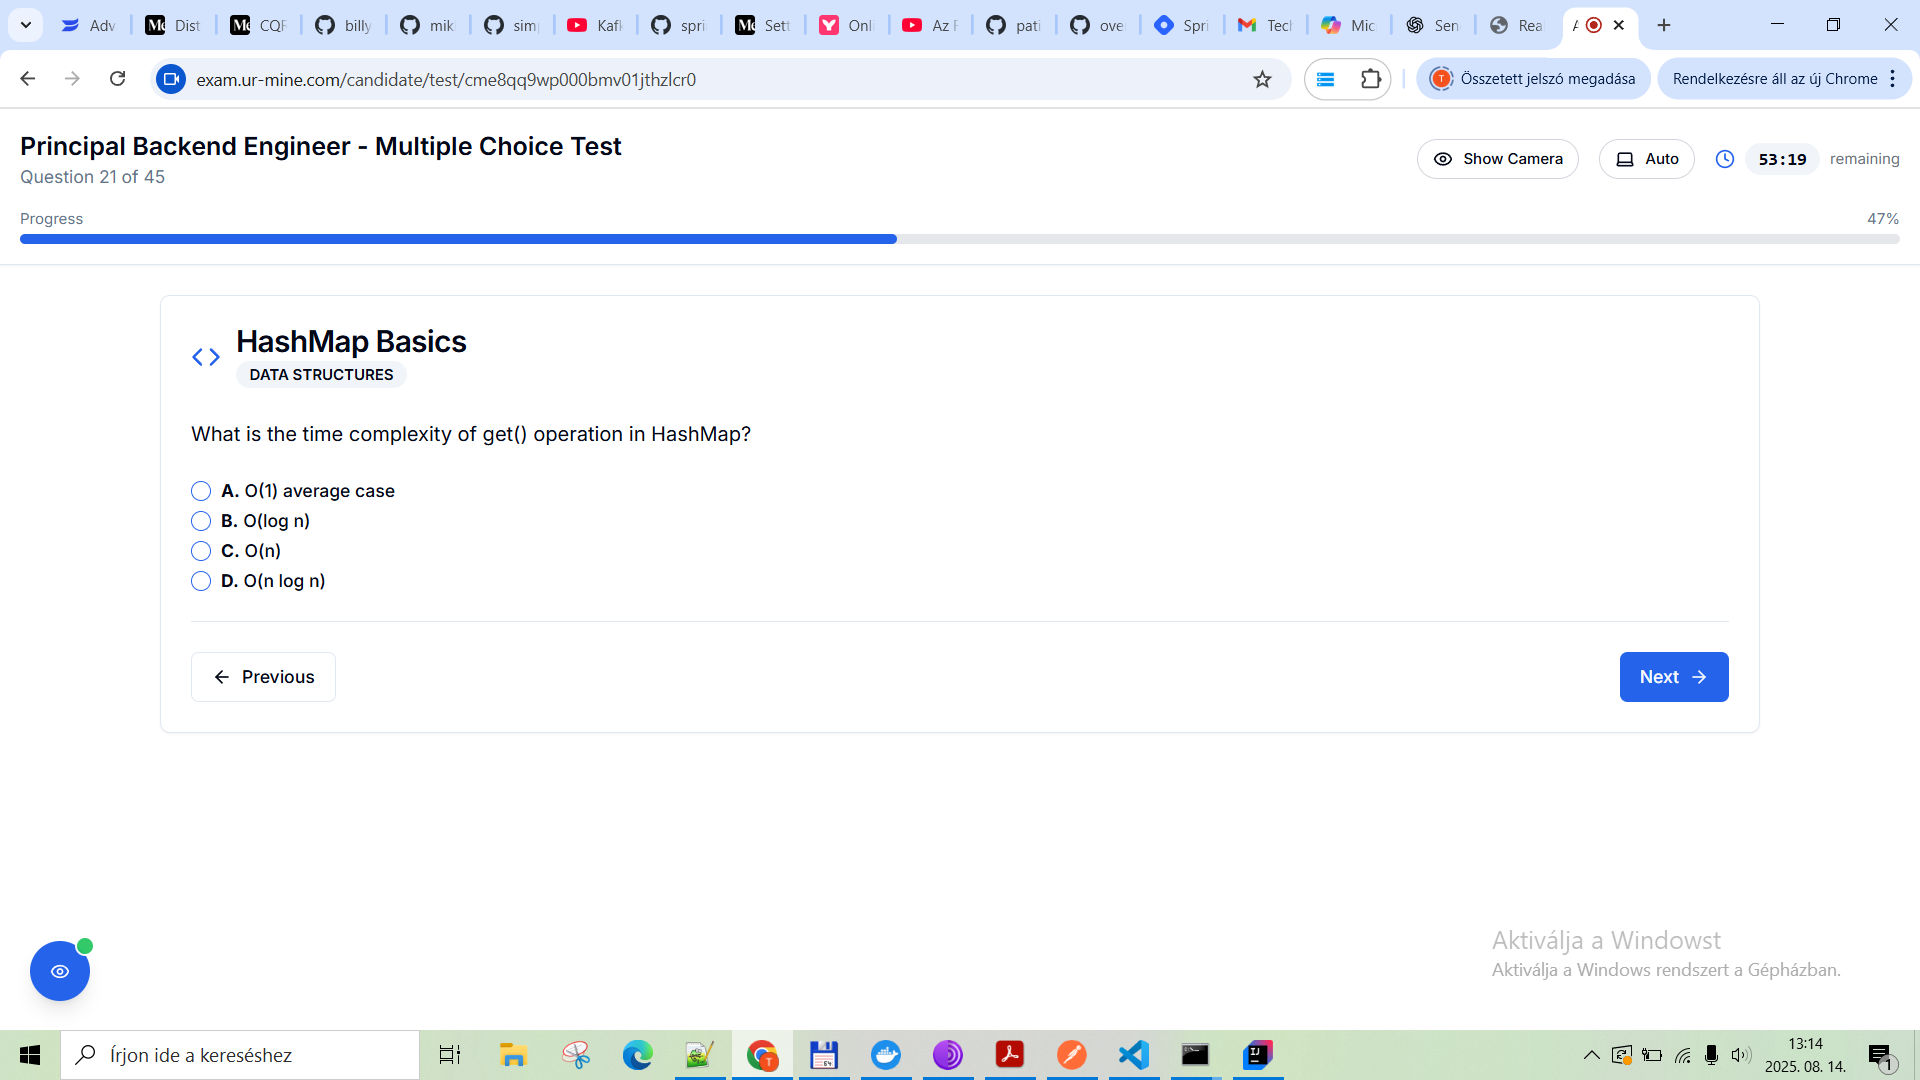 Adv
Dist
CQR
billy
mik
sim
Kafk
spri
Sett
Onli
Az F
pati
ove
Spri
Tech
Mic
Sen
Rea
exam.ur-mine.com/candidate/test/cme8qq9wp000bmv01jthzlcr0
Összetett jelszó megadása
Rendelkezésre áll az új Chrome
Principal Backend Engineer - Multiple Choice Test
Question 21 of 45
Show Camera
Auto
53:19 remaining
Progress
47%
HashMap Basics
DATA STRUCTURES
What is the time complexity of get() operation in HashMap?
A. O(1) average case
B. O(log n)
C. O(n)
D. O(n log n)
Previous
Next
Aktiválja a Windowst
Aktiválja a Windows rendszert a Gépházban.
Írjon ide a kereséshez
13:14
2025. 08. 14.
1